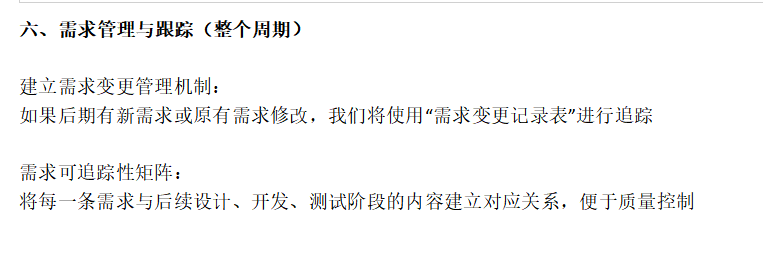 六、需求管理与跟踪（整个周期）
建立需求变更管理机制：
如果后期有新需求或原有需求修改，我们将使用“需求变更记录表”进行追踪
需求可追踪性矩阵：
将每一条需求与后续设计、开发、测试阶段的内容建立对应关系，便于质量控制